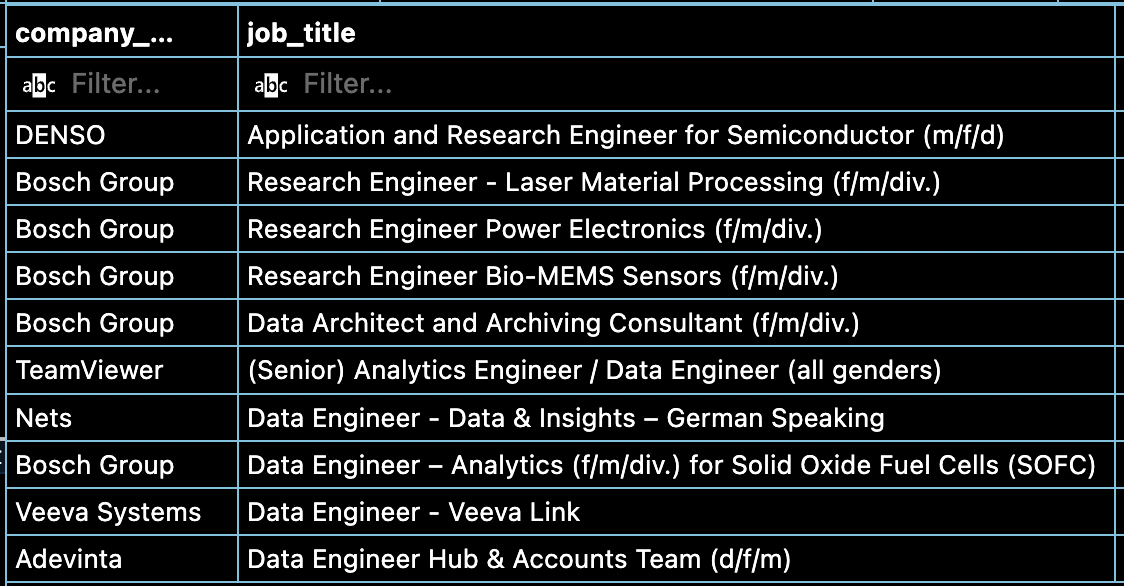 company_... job_title
abc Filter... abc Filter...
DENSO Application and Research Engineer for Semiconductor (m/f/d)
Bosch Group Research Engineer - Laser Material Processing (f/m/div.)
Bosch Group Research Engineer Power Electronics (f/m/div.)
Bosch Group Research Engineer Bio-MEMS Sensors (f/m/div.)
Bosch Group Data Architect and Archiving Consultant (f/m/div.)
TeamViewer (Senior) Analytics Engineer / Data Engineer (all genders)
Nets Data Engineer - Data & Insights – German Speaking
Bosch Group Data Engineer – Analytics (f/m/div.) for Solid Oxide Fuel Cells (SOFC)
Veeva Systems Data Engineer - Veeva Link
Adevinta Data Engineer Hub & Accounts Team (d/f/m)